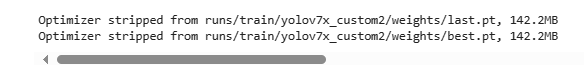 Optimizer stripped from runs/train/yolov7x_custom2/weights/last.pt, 142.2MB
Optimizer stripped from runs/train/yolov7x_custom2/weights/best.pt, 142.2MB